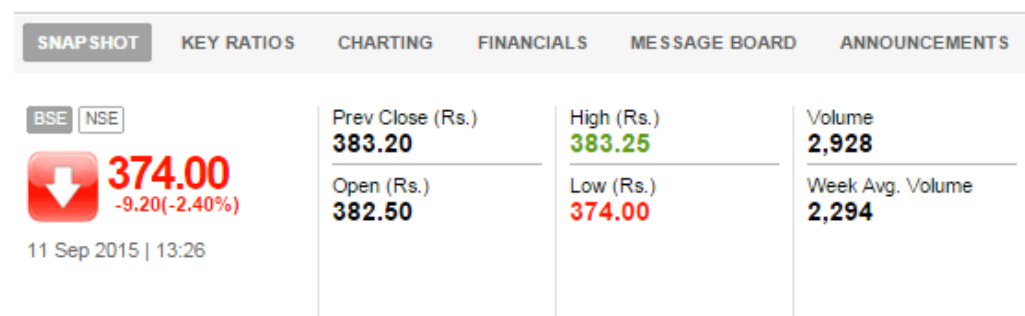 SNAPSHOT KEY RATIOS CHARTING FINANCIALS MESSAGE BOARD ANNOUNCEMENTS
BSE NSE
374.00
-9.20(-2.40%)
11 Sep 2015 | 13:26
Prev Close (Rs.)
383.20
Open (Rs.)
382.50
High (Rs.)
383.25
Low (Rs.)
374.00
Volume
2,928
Week Avg. Volume
2,294